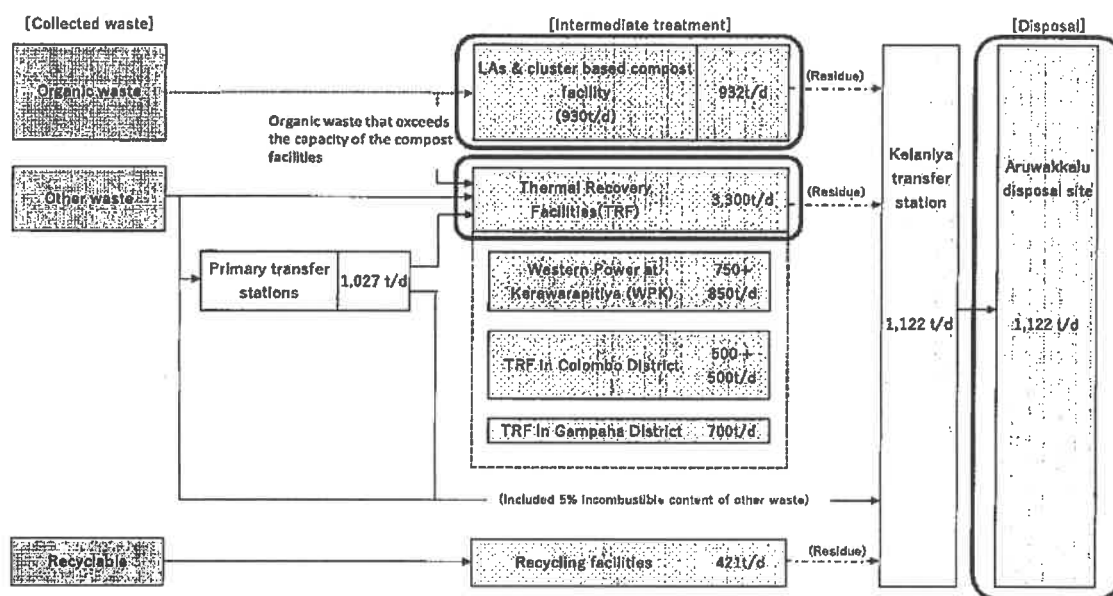 [Collected waste]
[Intermediate treatment]
[Disposal]
Organic waste
LAs & cluster based compost
facility
(930t/d)
932t/d
(Residue)
Organic waste that exceeds
the capacity of the compost
facilities
Other waste
Thermal Recovery
Facilities(TRF)
3,300t/d
(Residue)
Kelaniya
transfer
station
1,122 t/d
Aruwakkalu
disposal site
1,122 t/d
Primary transfer
stations
1,027 t/d
Western Power at
Kerawarapitiya (WPK)
750+
850t/d
TRF in Colombo District
500 +
500t/d
TRF in Gampaha District
700t/d
(Included 5% incombustible content of other waste)
Recyclable
Recycling facilities
421t/d
(Residue)